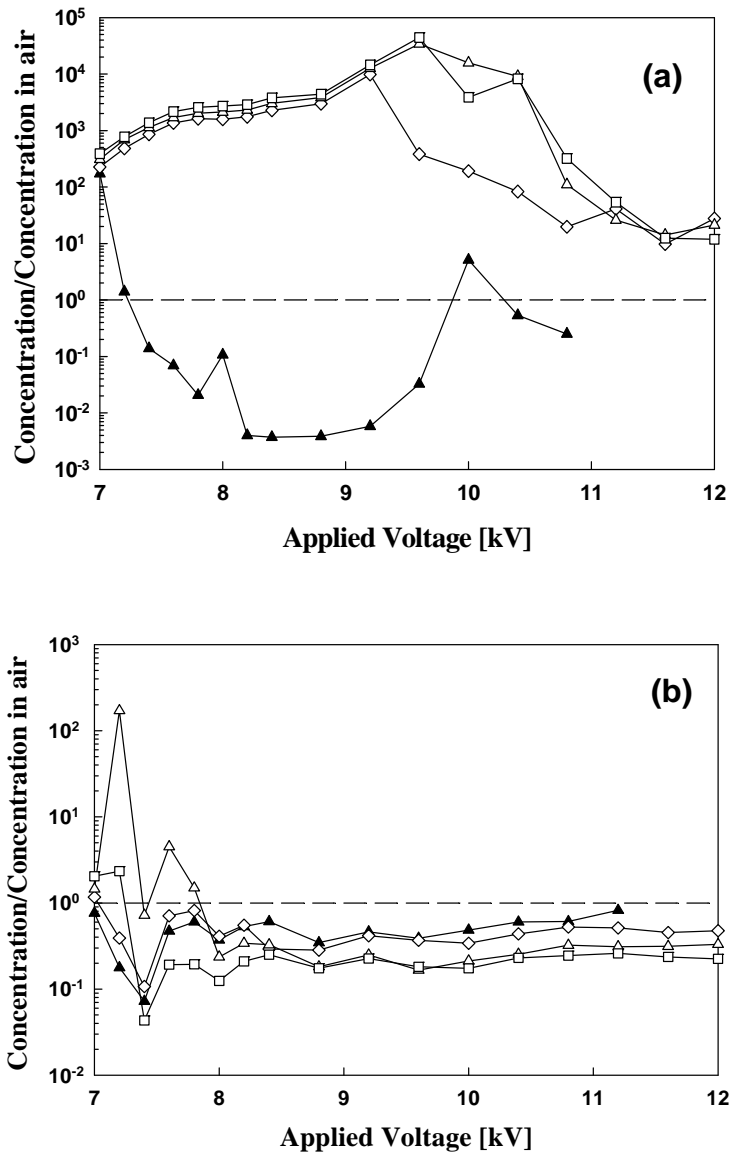 Concentration/Concentration in air
10^5
10^4
10^3
10^2
10^1
10^0
10^-1
10^-2
10^-3
(a)
7 8 9 10 11 12
Applied Voltage [kV]
Concentration/Concentration in air
10^3
10^2
10^1
10^0
10^-1
10^-2
(b)
7 8 9 10 11 12
Applied Voltage [kV]